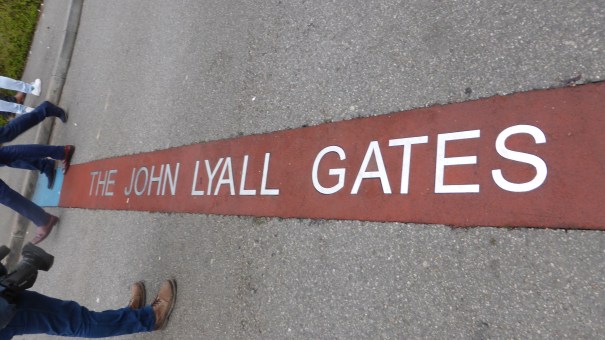 THE JOHN LYALL GATES